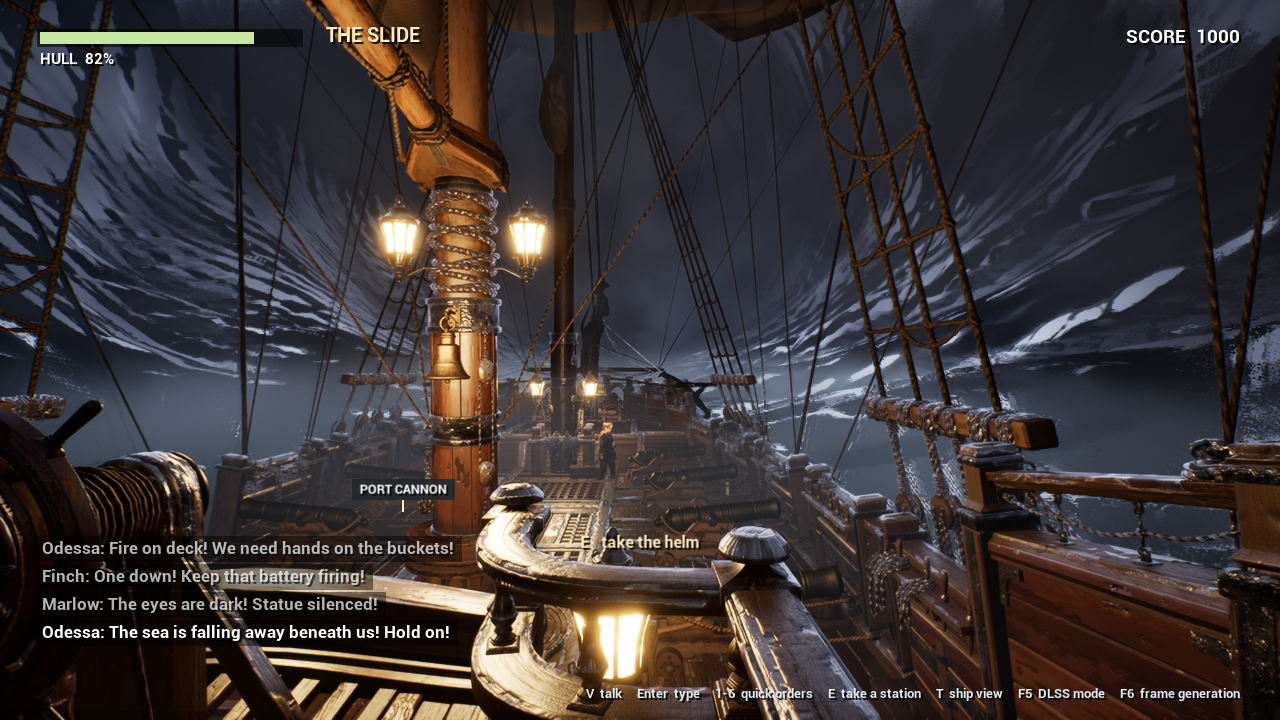 THE SLIDE
SCORE 1000
HULL 82%
PORT CANNON
E take the helm
Odessa: Fire on deck! We need hands on the buckets!
Finch: One down! Keep that battery firing!
Marlow: The eyes are dark! Statue silenced!
Odessa: The sea is falling away beneath us! Hold on!
V talk Enter type 1-6 quick orders E take a station T ship view F5 DLSS mode F6 frame generation